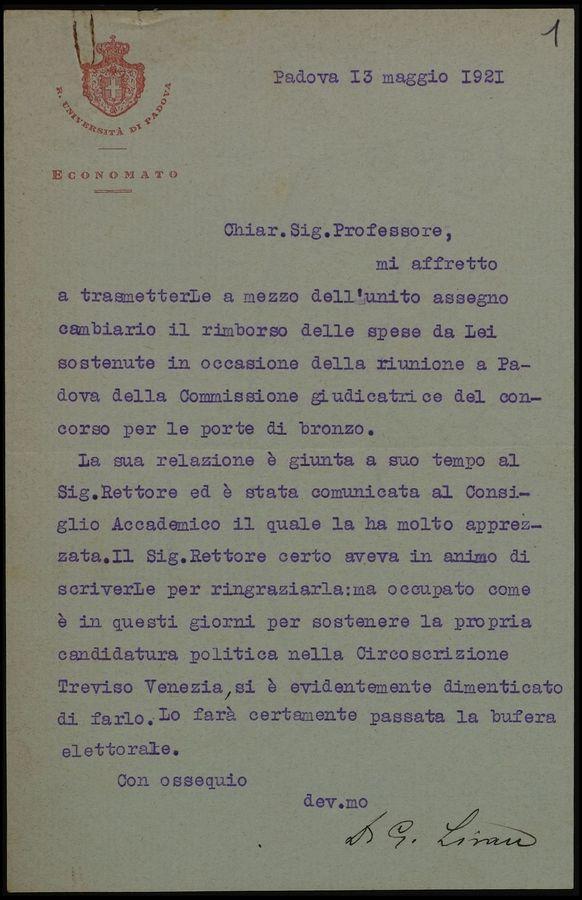 1
Padova I3 maggio I92I
R. UNIVERSITÀ DI PADOVA
ECONOMATO
Chiar.Sig.Professore,
mi affretto
a trasmetterLe a mezzo dell'unito assegno
cambiario il rimborso delle spese da Lei
sostenute in occasione della riunione a Pa-
dova della Commissione giudicatrice del con-
corso per le porte di bronzo.
La sua relazione è giunta a suo tempo al
Sig.Rettore ed è stata comunicata al Consi-
glio Accademico il quale la ha molto apprez-
zata.Il Sig.Rettore certo aveva in animo di
scriverLe per ringraziarla:ma occupato come
è in questi giorni per sostenere la propria
candidatura politica nella Circoscrizione
Treviso Venezia,si è evidentemente dimenticato
di farlo.Lo farà certamente passata la bufera
elettorale.
Con ossequio
dev.mo
Dr G.